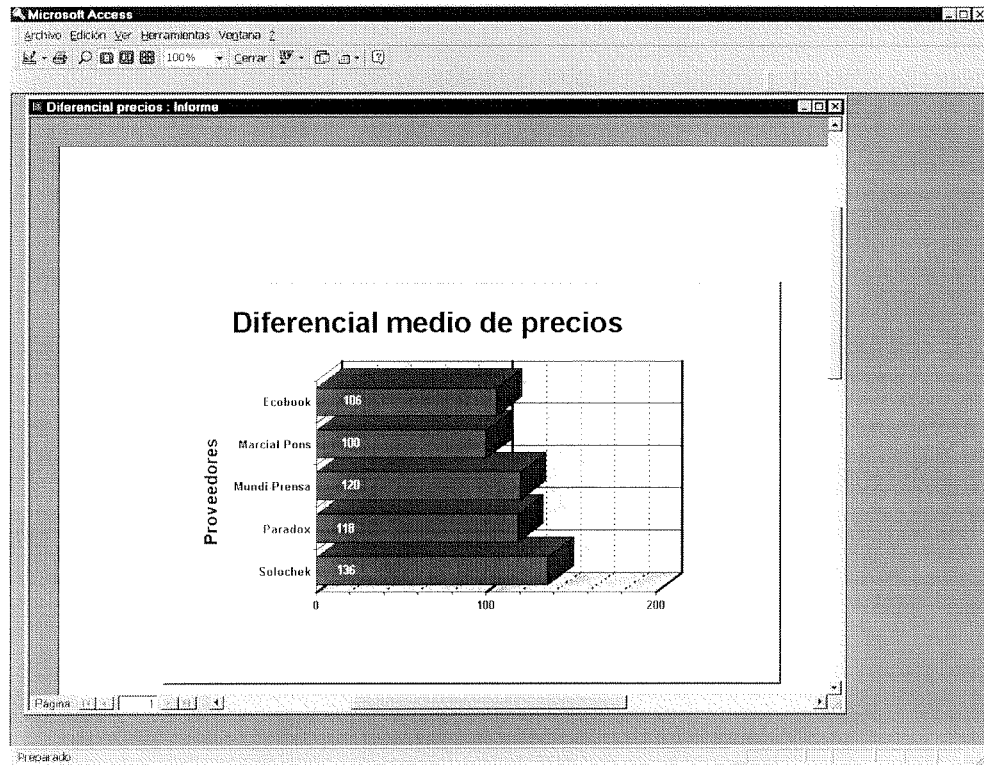 Microsoft Access
Archivo Edición Ver Herramientas Ventana ?
100% Cerrar
Diferencial precios : Informe
Diferencial medio de precios
Proveedores
Ecobook 106
Marcial Pons 100
Mundi Prensa 120
Paradox 118
Solochek 136
0 100 200
Página 1
Preparado